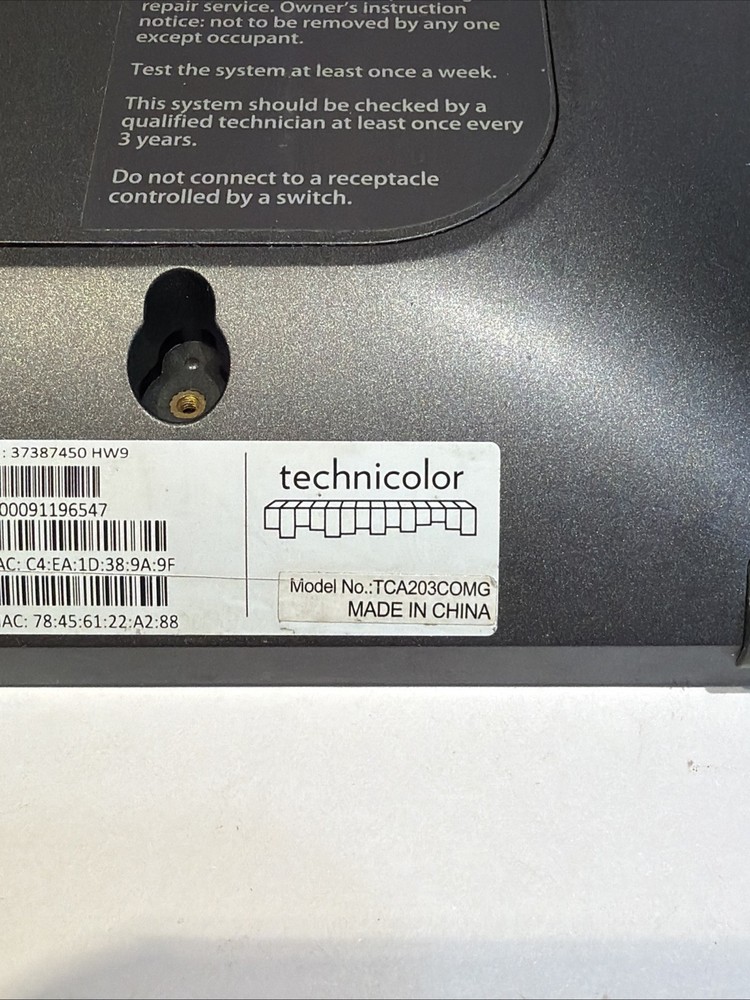 repair service. Owner's instruction
notice: not to be removed by any one
except occupant.
Test the system at least once a week.
This system should be checked by a
qualified technician at least once every
3 years.
Do not connect to a receptacle
controlled by a switch.
: 37387450 HW9
00091196547
AC: C4:EA:1D:38:9A:9F
AC: 78:45:61:22:A2:88
technicolor
Model No.:TCA203COMG
MADE IN CHINA